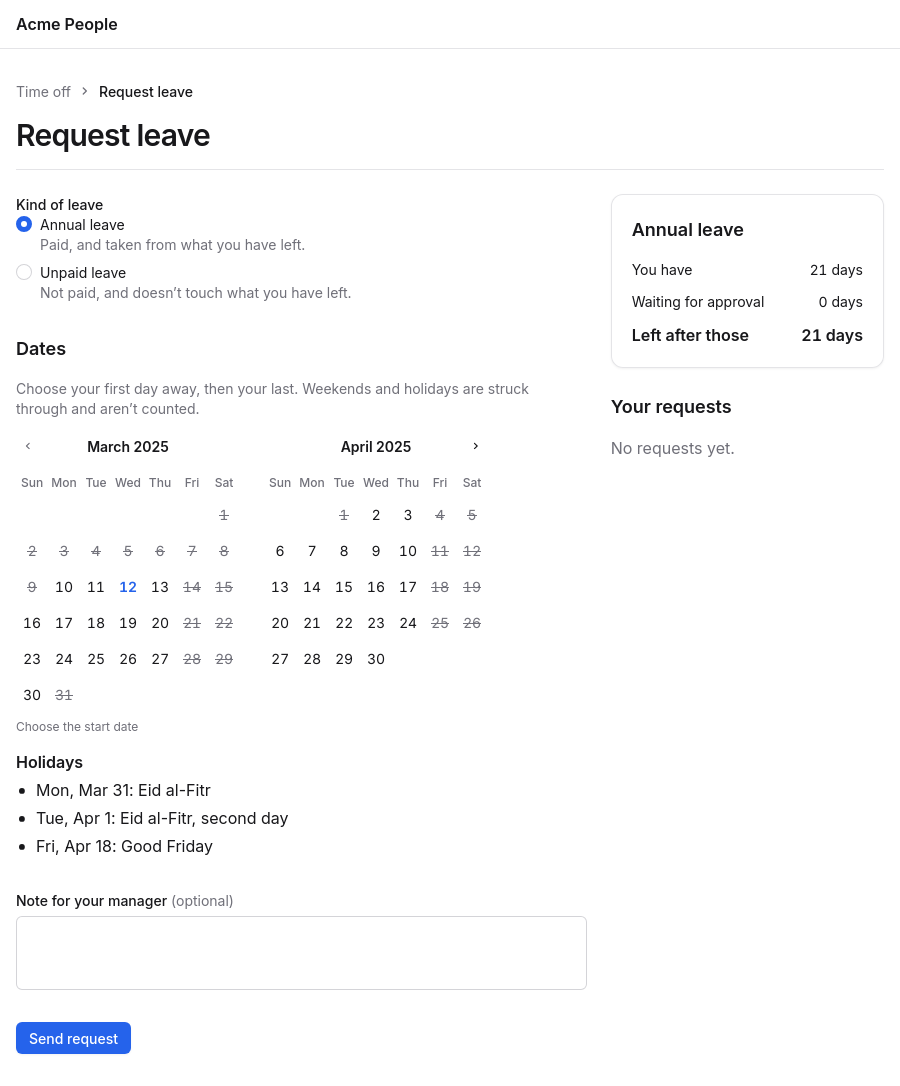 Acme People
Time off > Request leave
Request leave
Kind of leave
Annual leave
Paid, and taken from what you have left.
Unpaid leave
Not paid, and doesn’t touch what you have left.
Dates
Choose your first day away, then your last. Weekends and holidays are struck
through and aren’t counted.
March 2025
Sun Mon Tue Wed Thu Fri Sat
1
2 3 4 5 6 7 8
9 10 11 12 13 14 15
16 17 18 19 20 21 22
23 24 25 26 27 28 29
30 31
April 2025
Sun Mon Tue Wed Thu Fri Sat
1 2 3 4 5
6 7 8 9 10 11 12
13 14 15 16 17 18 19
20 21 22 23 24 25 26
27 28 29 30
Choose the start date
Holidays
Mon, Mar 31: Eid al-Fitr
Tue, Apr 1: Eid al-Fitr, second day
Fri, Apr 18: Good Friday
Note for your manager (optional)
Send request
Annual leave
You have 21 days
Waiting for approval 0 days
Left after those 21 days
Your requests
No requests yet.